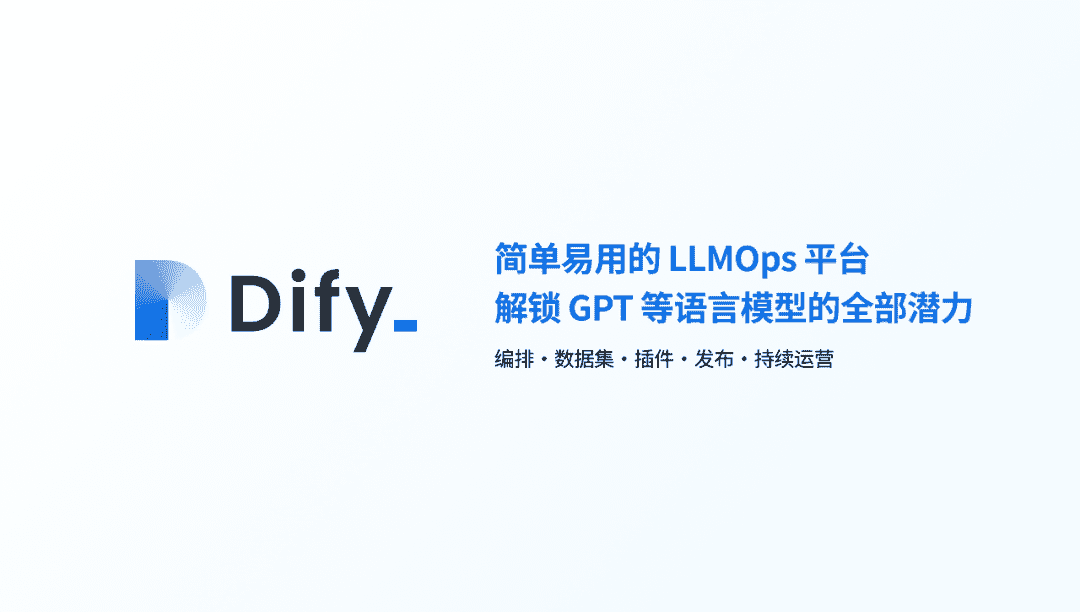 Dify_
简单易用的 LLMOps 平台
解锁 GPT 等语言模型的全部潜力
编排・数据集・插件・发布・持续运营